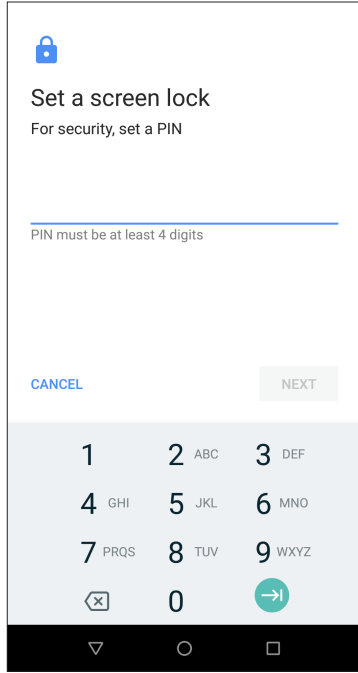 Set a screen lock
For security, set a PIN
PIN must be at least 4 digits
CANCEL NEXT
1 2 ABC 3 DEF
4 GHI 5 JKL 6 MNO
7 PRQS 8 TUV 9 WXYZ
0